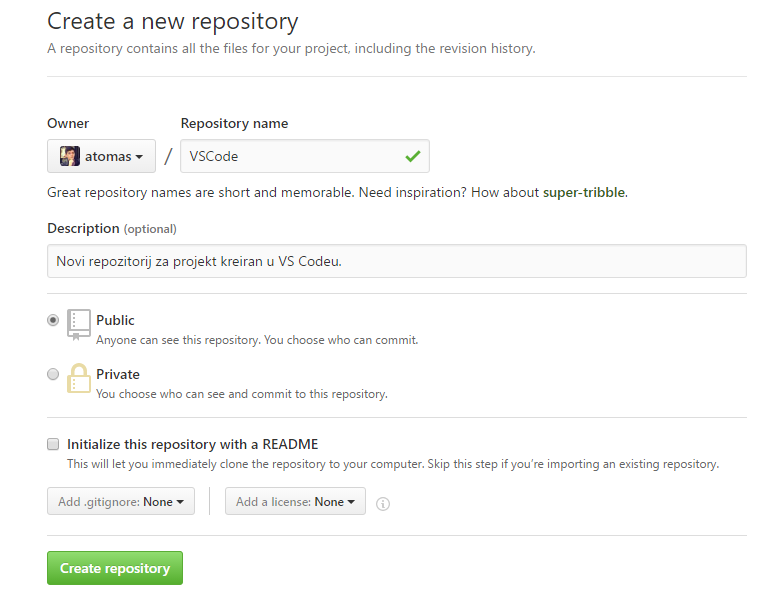 Create a new repository
A repository contains all the files for your project, including the revision history.
Owner Repository name
atomas / VSCode
Great repository names are short and memorable. Need inspiration? How about super-tribble.
Description (optional)
Novi repozitorij za projekt kreiran u VS Codeu.
Public
Anyone can see this repository. You choose who can commit.
Private
You choose who can see and commit to this repository.
Initialize this repository with a README
This will let you immediately clone the repository to your computer. Skip this step if you’re importing an existing repository.
Add .gitignore: None Add a license: None
Create repository